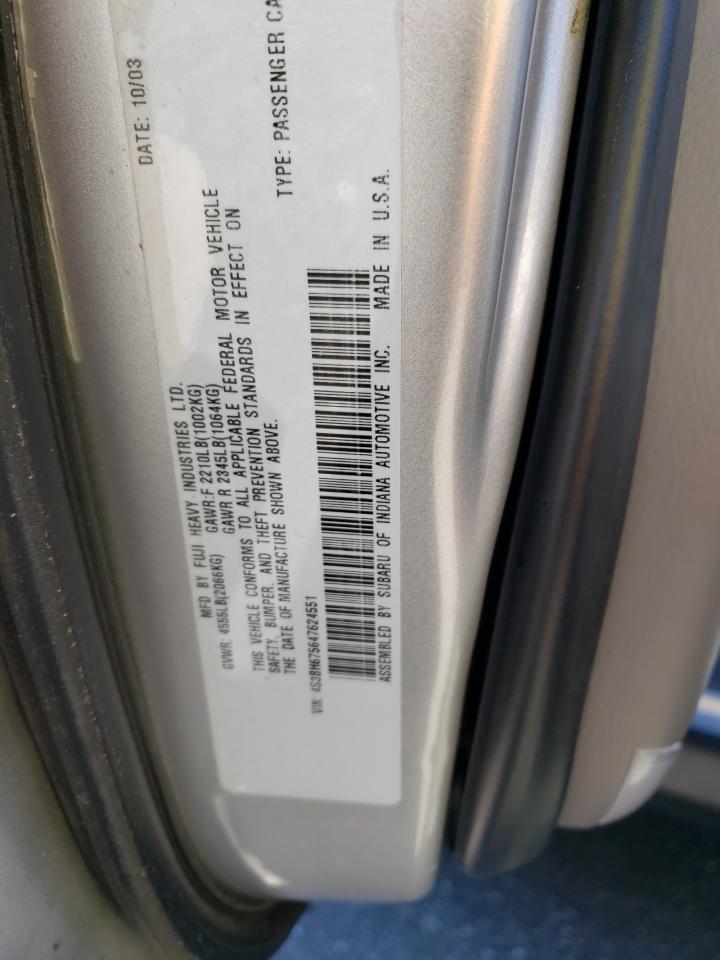 MFD BY FUJI HEAVY INDUSTRIES LTD. DATE: 10/03
GVWR: 4555LB(2066KG) GAWR:F 2210LB(1002KG)
GAWR R 2345LB(1064KG)
THIS VEHICLE CONFORMS TO ALL APPLICABLE FEDERAL MOTOR VEHICLE
SAFETY, BUMPER, AND THEFT PREVENTION STANDARDS IN EFFECT ON
THE DATE OF MANUFACTURE SHOWN ABOVE.
VIN: 4S3BH675647624551 TYPE: PASSENGER CA
ASSEMBLED BY SUBARU OF INDIANA AUTOMOTIVE INC. MADE IN U.S.A.